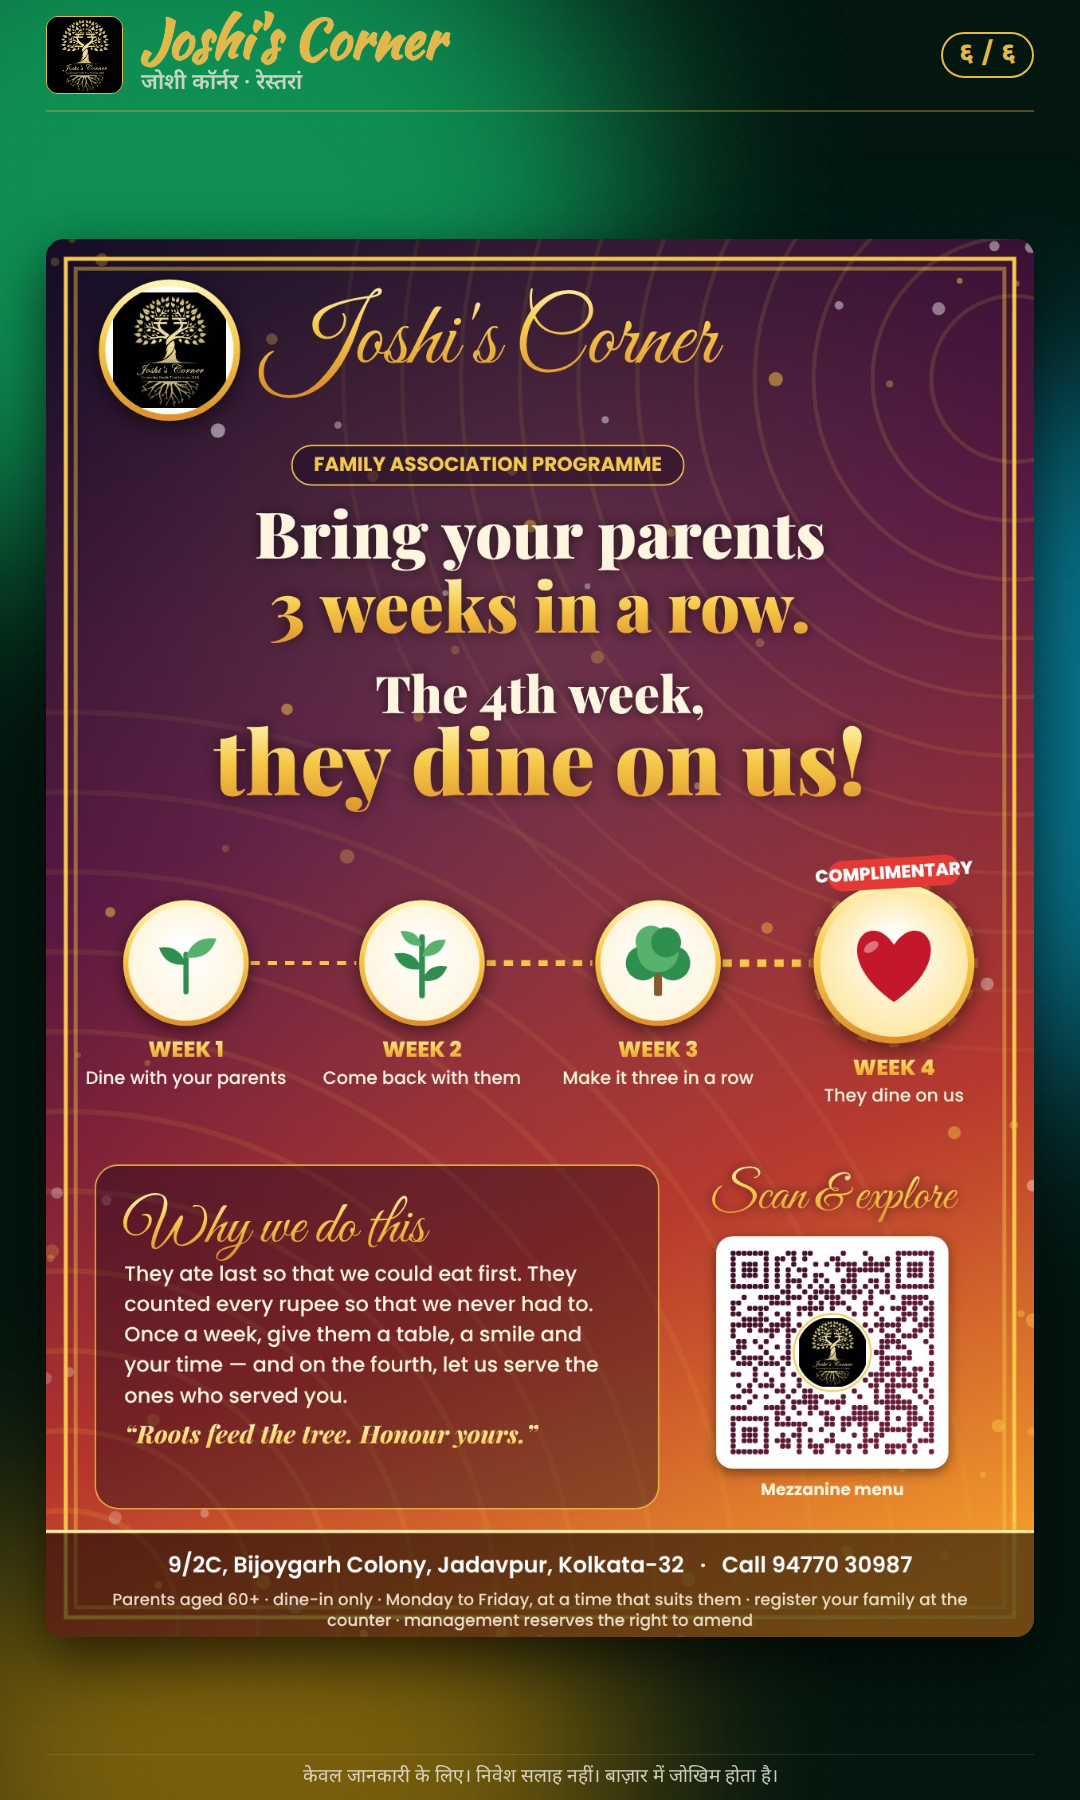 Joshi's Corner
जोशी कॉर्नर · रेस्तरां
६ / ६
Joshi's Corner
FAMILY ASSOCIATION PROGRAMME
Bring your parents
3 weeks in a row.
The 4th week,
they dine on us!
COMPLIMENTARY
WEEK 1
Dine with your parents
WEEK 2
Come back with them
WEEK 3
Make it three in a row
WEEK 4
They dine on us
Why we do this
They ate last so that we could eat first. They
counted every rupee so that we never had to.
Once a week, give them a table, a smile and
your time — and on the fourth, let us serve the
ones who served you.
“Roots feed the tree. Honour yours.”
Scan & explore
Mezzanine menu
9/2C, Bijoygarh Colony, Jadavpur, Kolkata-32 · Call 94770 30987
Parents aged 60+ · dine-in only · Monday to Friday, at a time that suits them · register your family at the
counter · management reserves the right to amend
केवल जानकारी के लिए। निवेश सलाह नहीं। बाज़ार में जोखिम होता है।